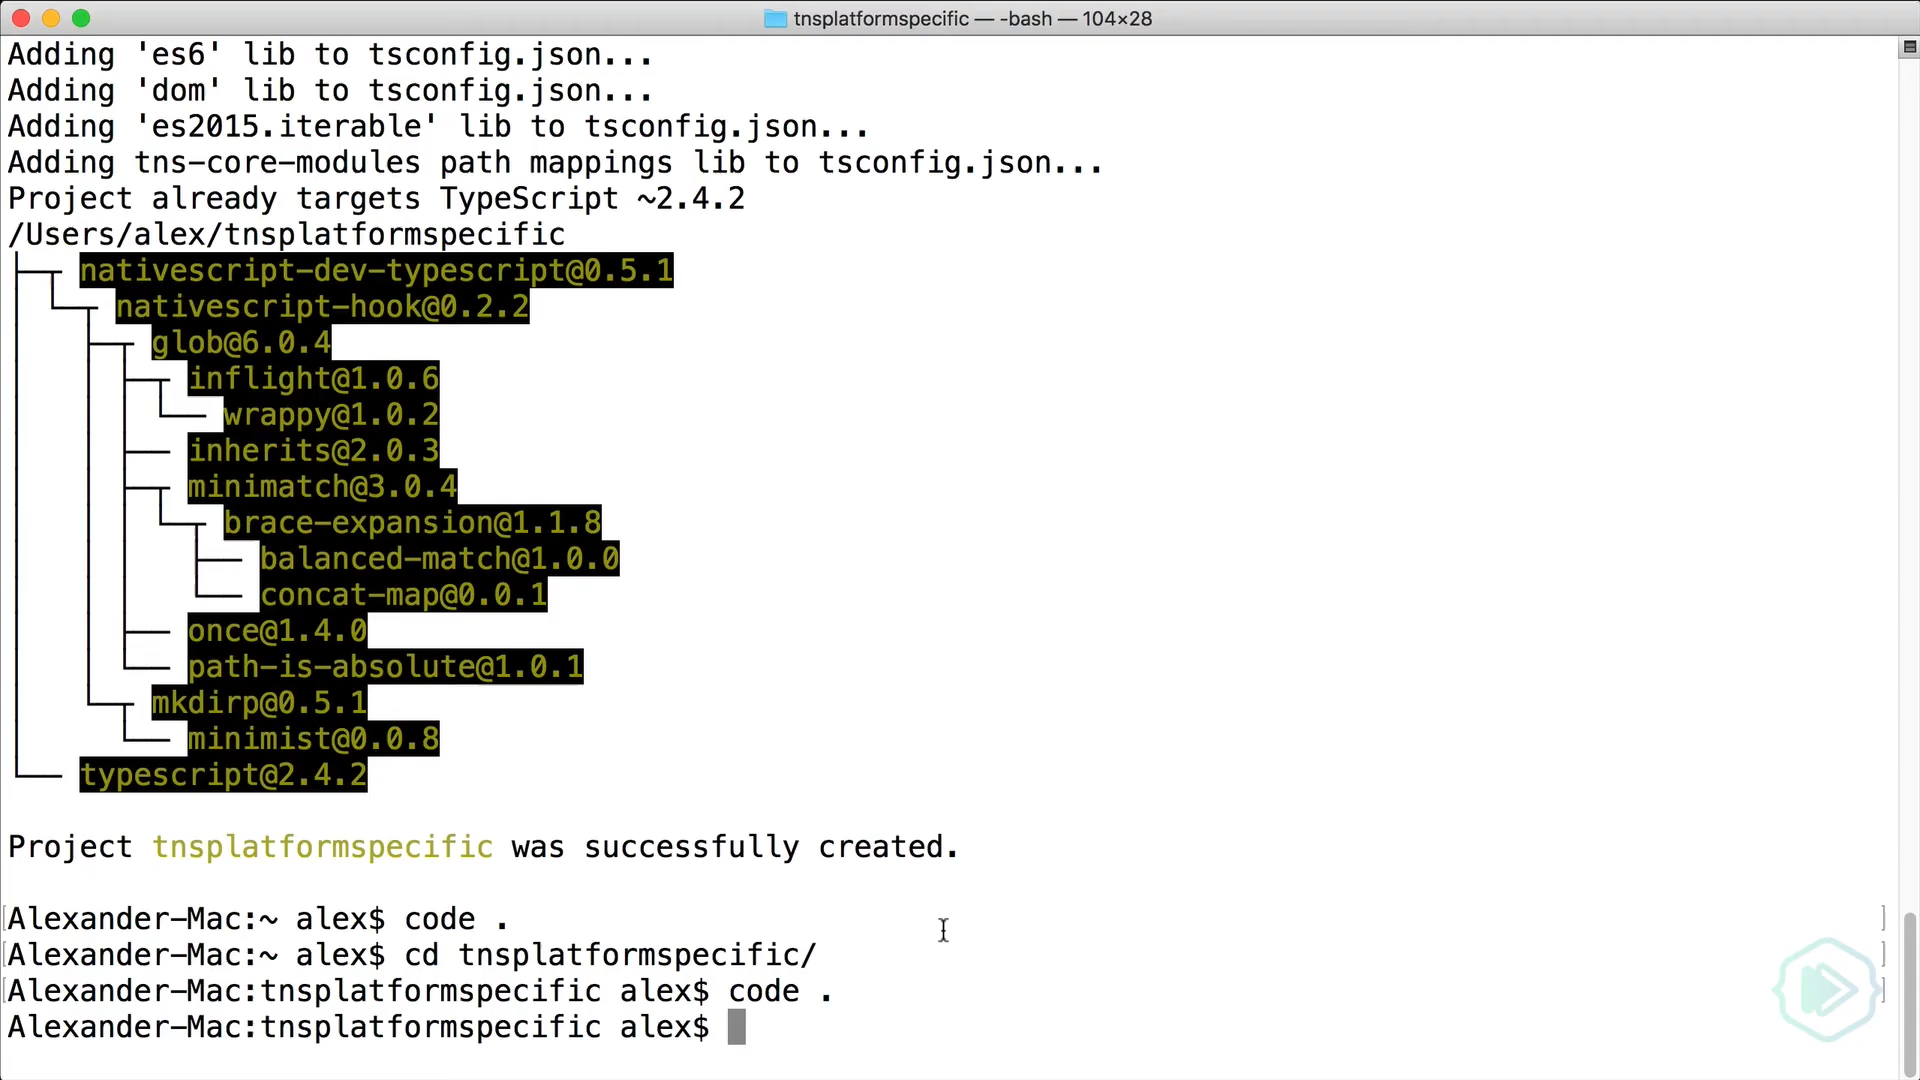 tnsplatformspecific — -bash — 104×28
Adding 'es6' lib to tsconfig.json...
Adding 'dom' lib to tsconfig.json...
Adding 'es2015.iterable' lib to tsconfig.json...
Adding tns-core-modules path mappings lib to tsconfig.json...
Project already targets TypeScript ~2.4.2
/Users/alex/tnsplatformspecific
nativescript-dev-typescript@0.5.1
nativescript-hook@0.2.2
glob@6.0.4
inflight@1.0.6
wrappy@1.0.2
inherits@2.0.3
minimatch@3.0.4
brace-expansion@1.1.8
balanced-match@1.0.0
concat-map@0.0.1
once@1.4.0
path-is-absolute@1.0.1
mkdirp@0.5.1
minimist@0.0.8
typescript@2.4.2
Project tnsplatformspecific was successfully created.
Alexander-Mac:~ alex$ code .
Alexander-Mac:~ alex$ cd tnsplatformspecific/
Alexander-Mac:tnsplatformspecific alex$ code .
Alexander-Mac:tnsplatformspecific alex$